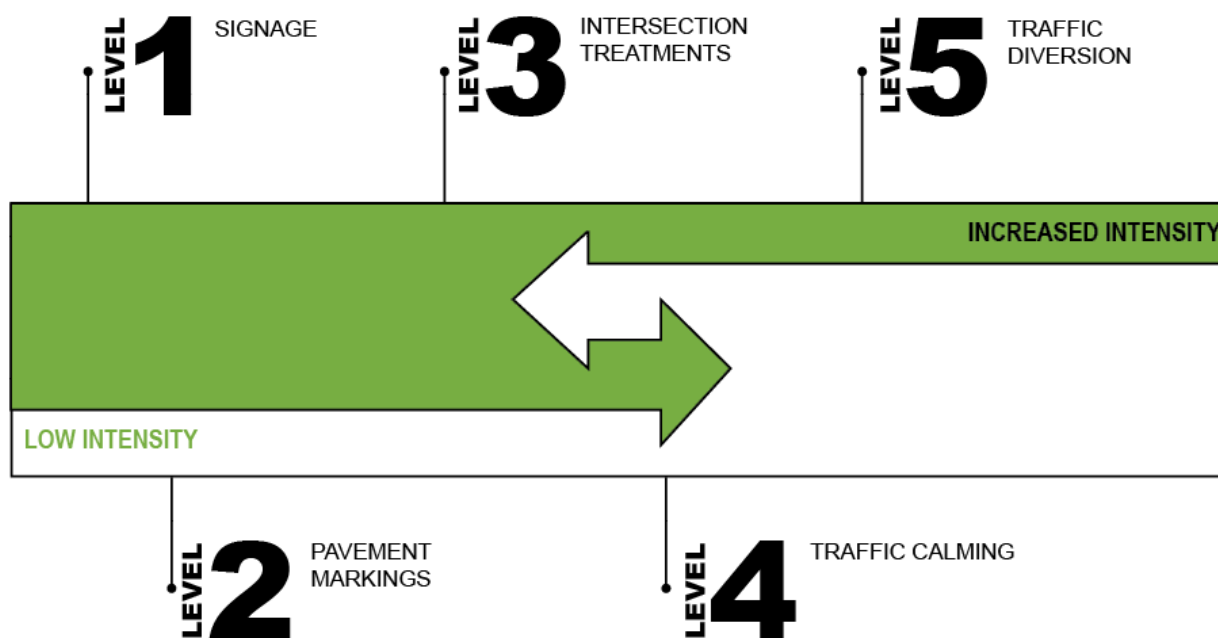 LEVEL 1 SIGNAGE
LEVEL 3 INTERSECTION
TREATMENTS
LEVEL 5 TRAFFIC
DIVERSION
INCREASED INTENSITY
LOW INTENSITY
LEVEL 2 PAVEMENT
MARKINGS
LEVEL 4 TRAFFIC CALMING